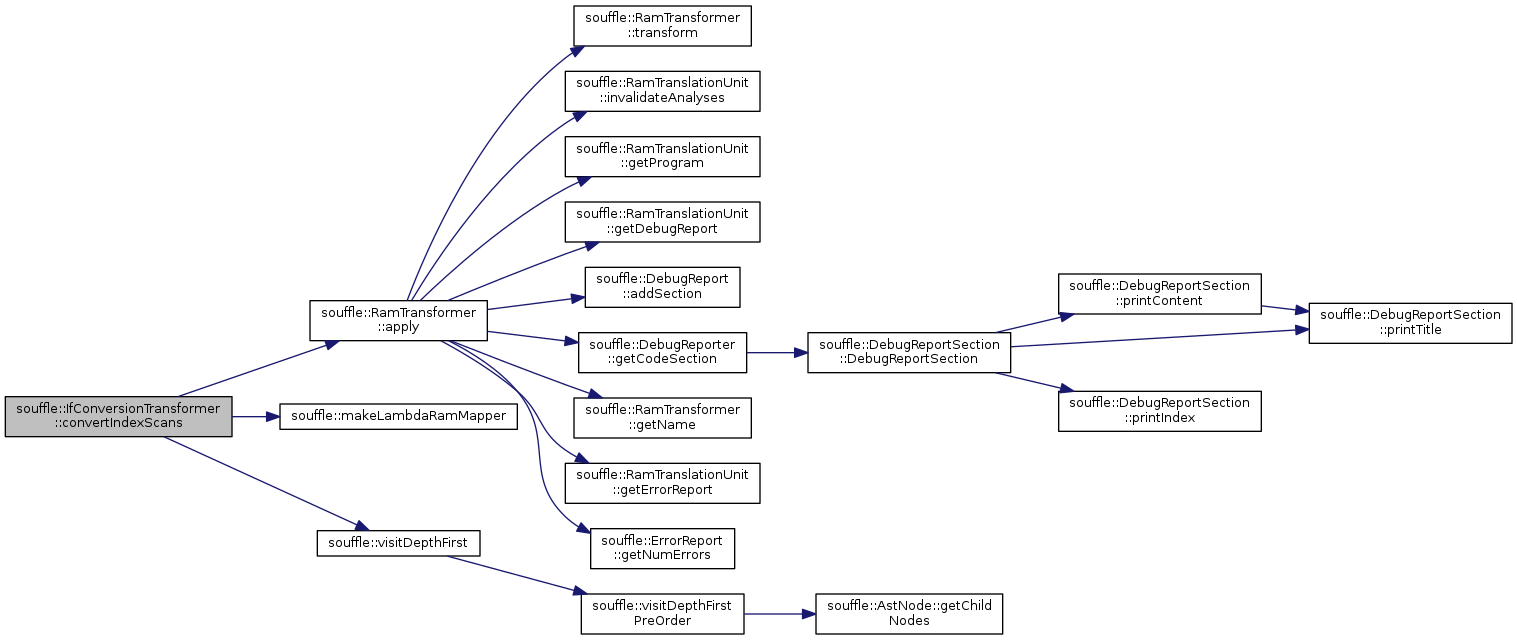 souffle::RamTransformer
::transform
souffle::RamTranslationUnit
::invalidateAnalyses
souffle::RamTranslationUnit
::getProgram
souffle::RamTranslationUnit
::getDebugReport
souffle::DebugReport
::addSection
souffle::DebugReportSection
::printContent
souffle::RamTransformer
::apply
souffle::DebugReportSection
::printTitle
souffle::DebugReporter
::getCodeSection
souffle::DebugReportSection
::DebugReportSection
souffle::IfConversionTransformer
::convertIndexScans
souffle::makeLambdaRamMapper
souffle::RamTransformer
::getName
souffle::DebugReportSection
::printIndex
souffle::RamTranslationUnit
::getErrorReport
souffle::visitDepthFirst
souffle::ErrorReport
::getNumErrors
souffle::visitDepthFirst
PreOrder
souffle::AstNode::getChild
Nodes